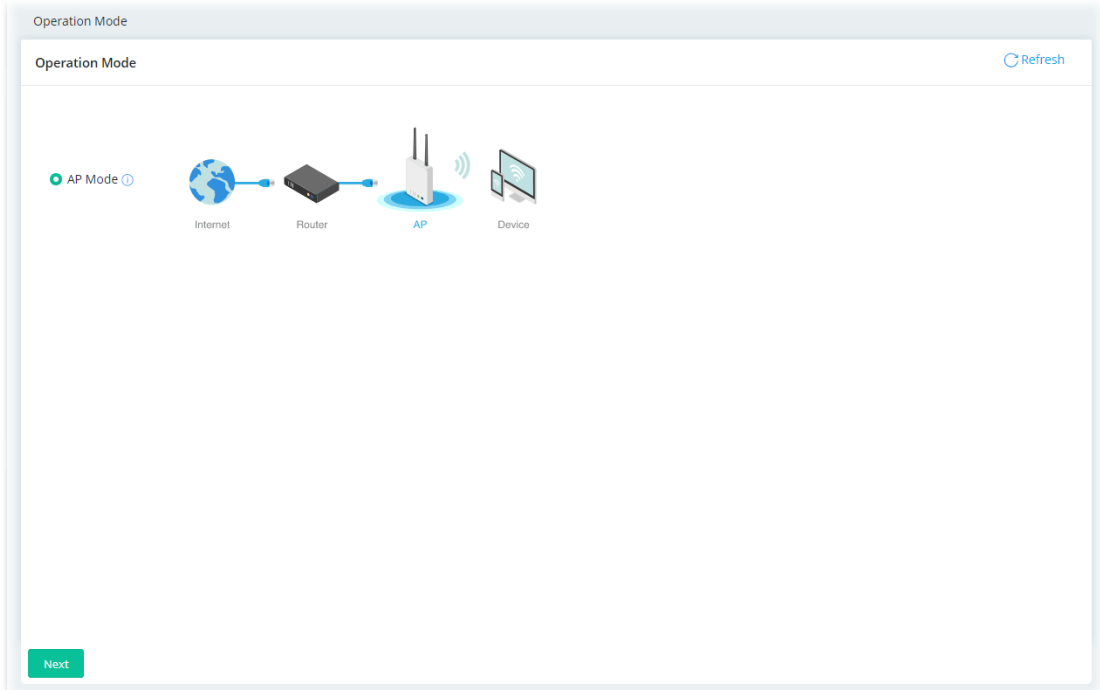 Operation Mode
Operation Mode
Refresh
AP Mode
Internet
Router
AP
Device
Next